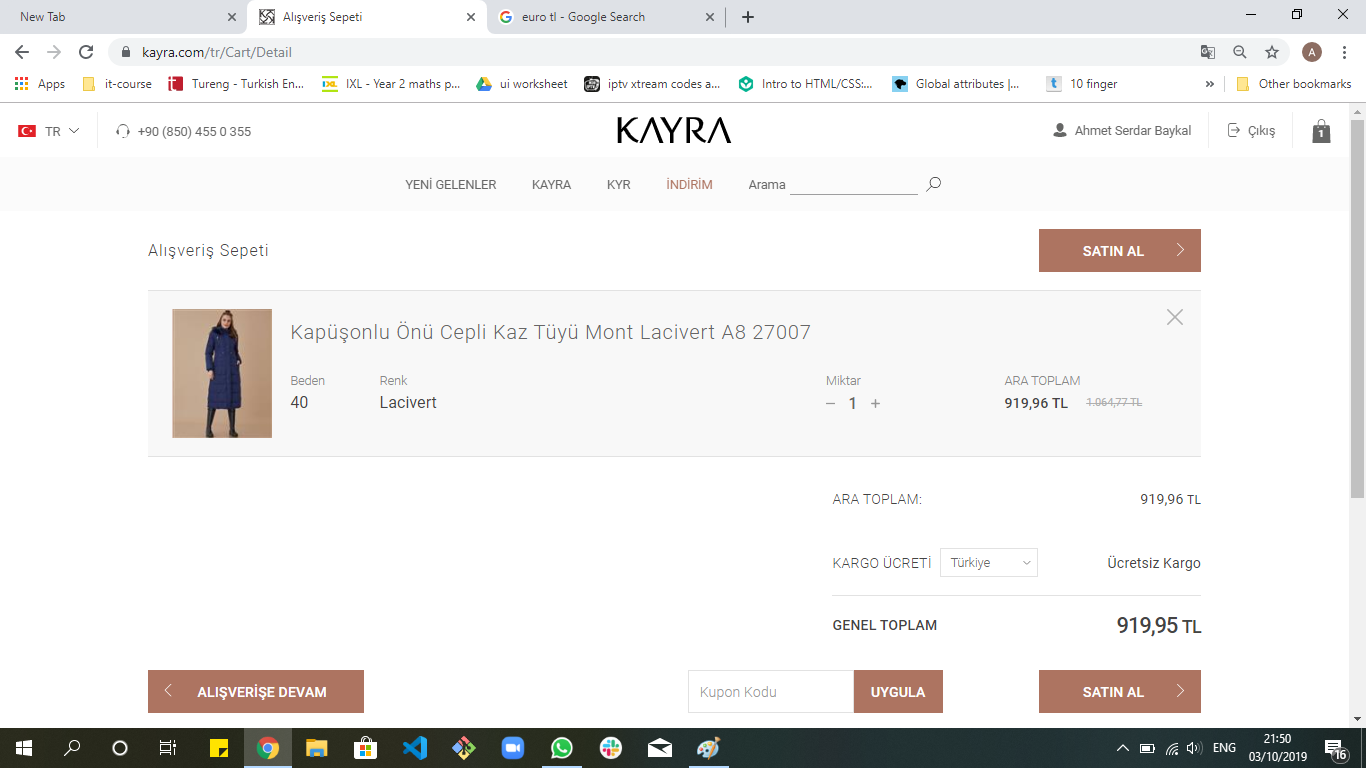 New Tab
Alışveriş Sepeti
euro tl - Google Search
kayra.com/tr/Cart/Detail
A
Apps
it-course
Tureng - Turkish En...
IXL - Year 2 maths p...
ui worksheet
iptv xtream codes a...
Intro to HTML/CSS:...
Global attributes |...
10 finger
»
Other bookmarks
TR
+90 (850) 455 0 355
KAYRA
Ahmet Serdar Baykal
Çıkış
1
YENİ GELENLER
KAYRA
KYR
İNDİRİM
Arama
Alışveriş Sepeti
SATIN AL
Kapüşonlu Önü Cepli Kaz Tüyü Mont Lacivert A8 27007
Beden
Renk
Miktar
ARA TOPLAM
40
Lacivert
− 1 +
919,96 TL
1.064,77 TL
ARA TOPLAM:
919,96 TL
KARGO ÜCRETİ
Türkiye
Ücretsiz Kargo
GENEL TOPLAM
919,95 TL
ALIŞVERİŞE DEVAM
Kupon Kodu
UYGULA
SATIN AL
ENG
21:50
03/10/2019
16